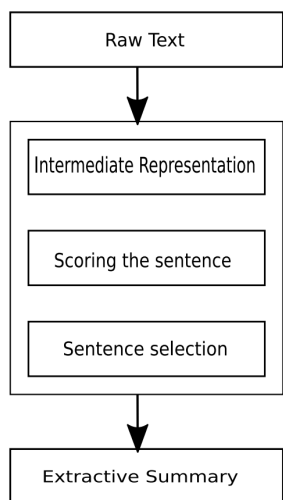 Raw Text
Intermediate Representation
Scoring the sentence
Sentence selection
Extractive Summary